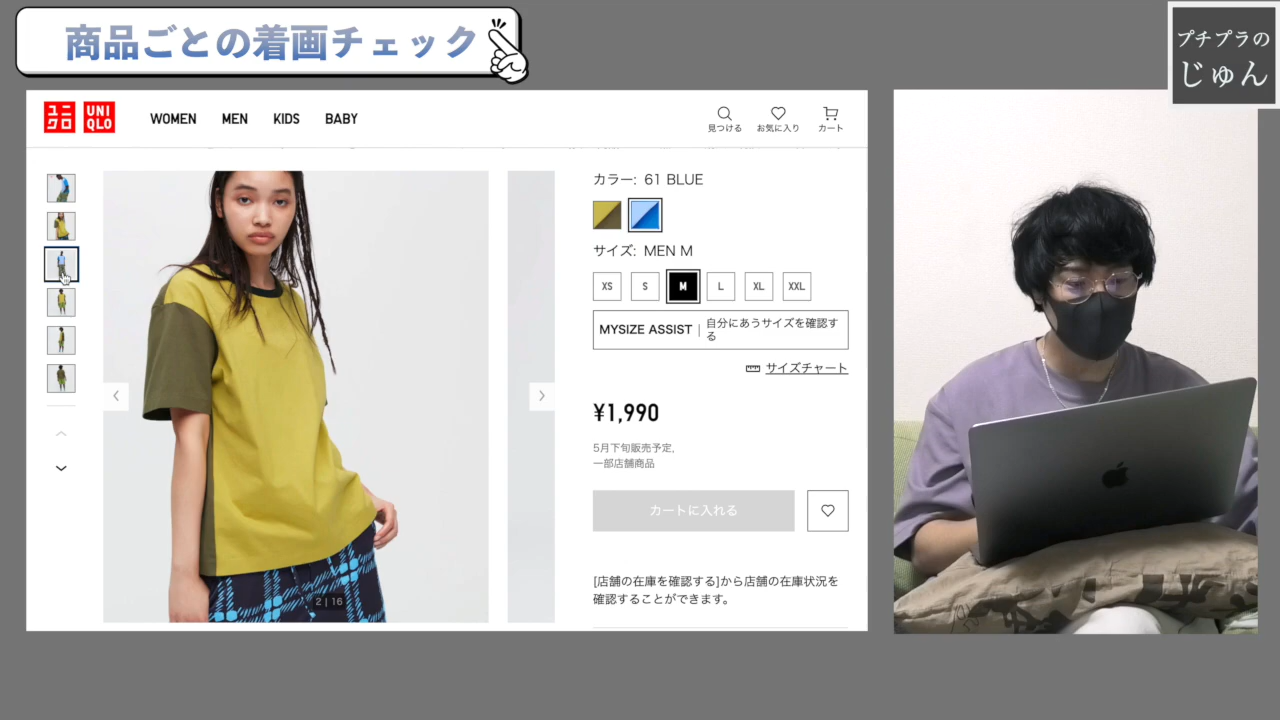 商品ごとの着画チェック
プチプラの
じゅん
ユニ
クロ
UNI
QLO
WOMEN
MEN
KIDS
BABY
見つける
お気に入り
カート
カラー: 61 BLUE
サイズ: MEN M
XS
S
M
L
XL
XXL
MYSIZE ASSIST
自分にあうサイズを確認す
る
サイズチャート
¥1,990
5月下旬販売予定,
一部店舗商品
カートに入れる
[店舗の在庫を確認する]から店舗の在庫状況を
確認することができます。
2 | 16